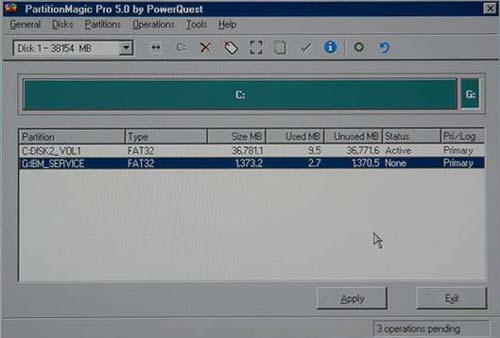 PartitionMagic Pro 5.0 by PowerQuest
General Disks Partitions Operations Tools Help
Disk 1 - 38154 MB C:
C: G:
Partition Type Size MB Used MB Unused MB Status Pri/Log
C:DISK2_VOL1 FAT32 36,781.1 9.5 36,771.6 Active Primary
G:IBM_SERVICE FAT32 1,373.2 2.7 1,370.5 None Primary
Apply Exit
3 operations pending